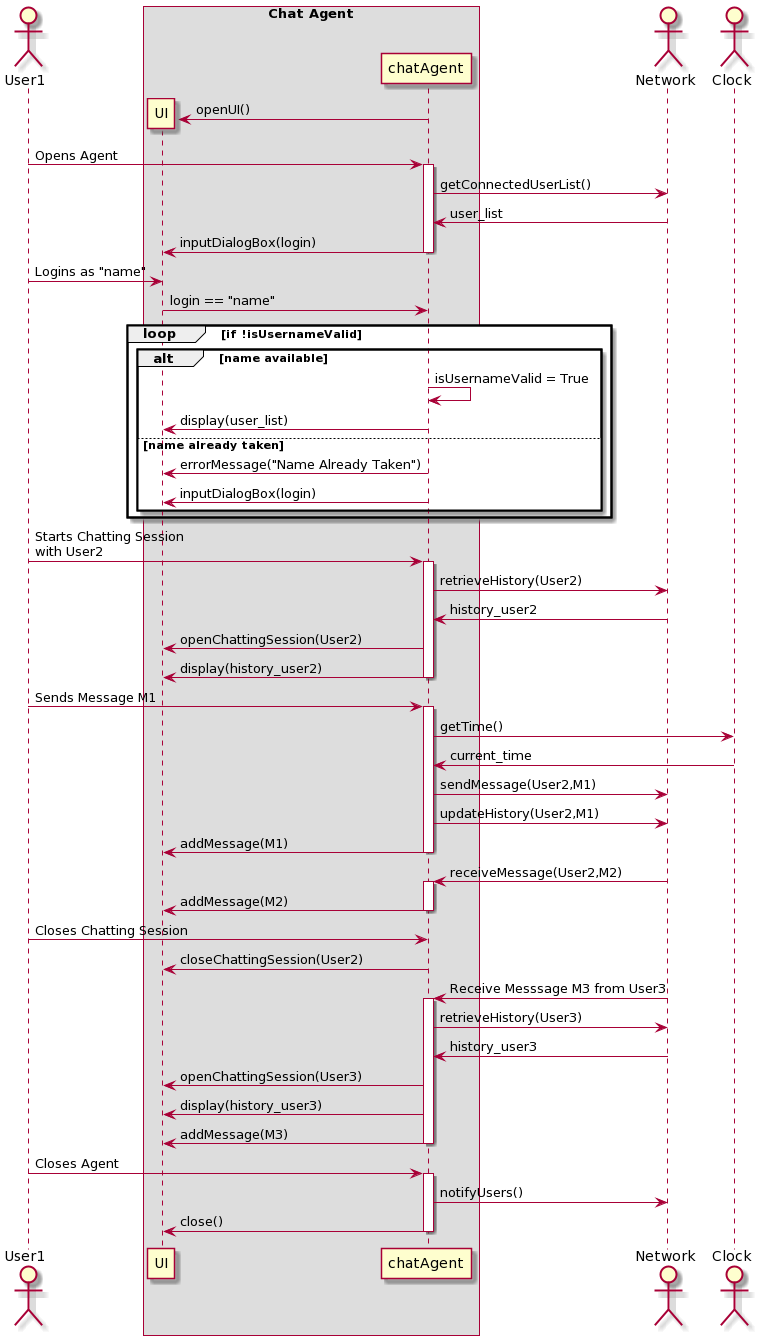 Chat Agent
User1
chatAgent
Network
Clock
UI
openUI()
Opens Agent
getConnectedUserList()
user_list
inputDialogBox(login)
Logins as "name"
login == "name"
loop
[if !isUsernameValid]
alt
[name available]
isUsernameValid = True
display(user_list)
[name already taken]
errorMessage("Name Already Taken")
inputDialogBox(login)
Starts Chatting Session
with User2
retrieveHistory(User2)
history_user2
openChattingSession(User2)
display(history_user2)
Sends Message M1
getTime()
current_time
sendMessage(User2,M1)
updateHistory(User2,M1)
addMessage(M1)
receiveMessage(User2,M2)
addMessage(M2)
Closes Chatting Session
closeChattingSession(User2)
Receive Messsage M3 from User3
retrieveHistory(User3)
history_user3
openChattingSession(User3)
display(history_user3)
addMessage(M3)
Closes Agent
notifyUsers()
close()
User1
UI
chatAgent
Network
Clock